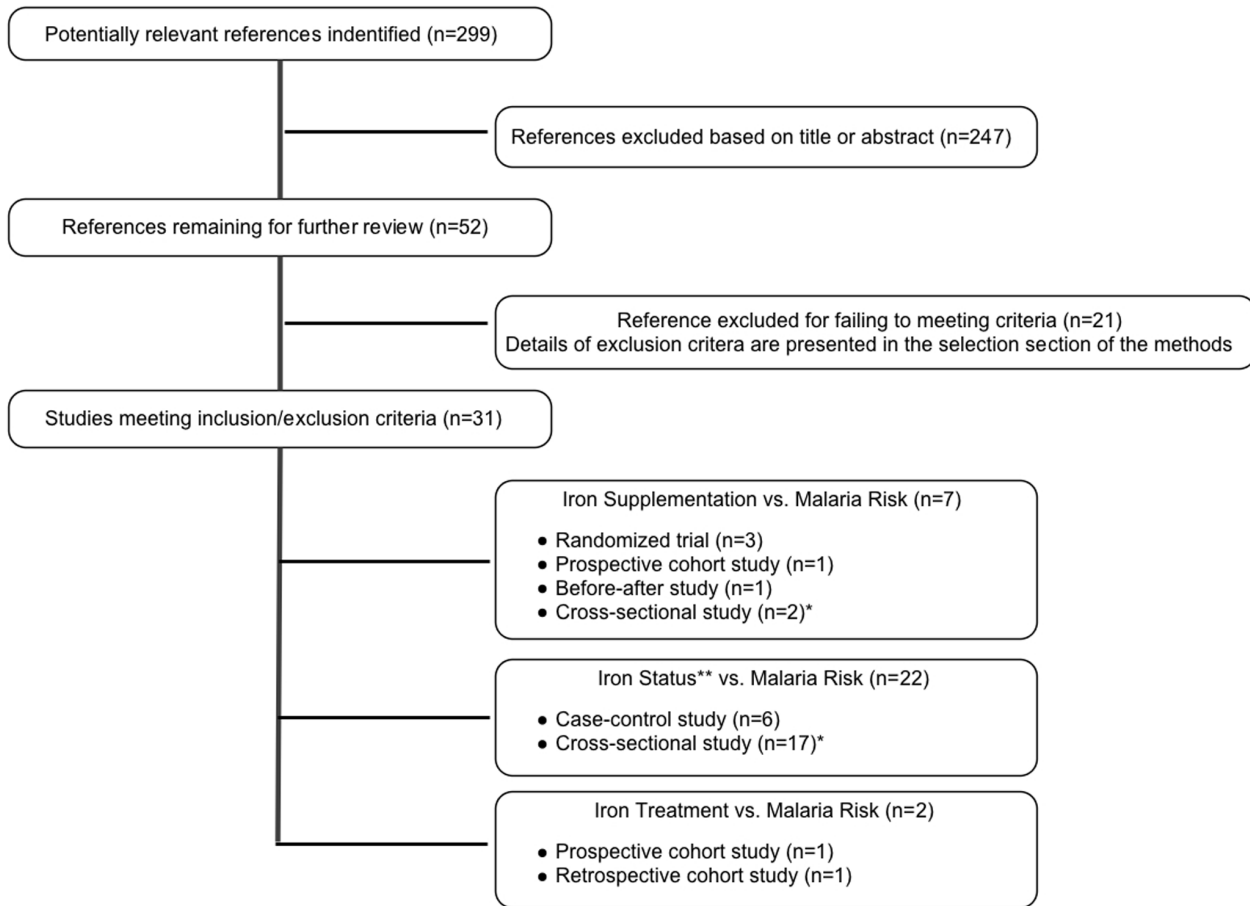 Potentially relevant references indentified (n=299)
References excluded based on title or abstract (n=247)
References remaining for further review (n=52)
Reference excluded for failing to meeting criteria (n=21)
Details of exclusion critera are presented in the selection section of the methods
Studies meeting inclusion/exclusion criteria (n=31)
Iron Supplementation vs. Malaria Risk (n=7)
● Randomized trial (n=3)
● Prospective cohort study (n=1)
● Before-after study (n=1)
● Cross-sectional study (n=2)*
Iron Status** vs. Malaria Risk (n=22)
● Case-control study (n=6)
● Cross-sectional study (n=17)*
Iron Treatment vs. Malaria Risk (n=2)
● Prospective cohort study (n=1)
● Retrospective cohort study (n=1)